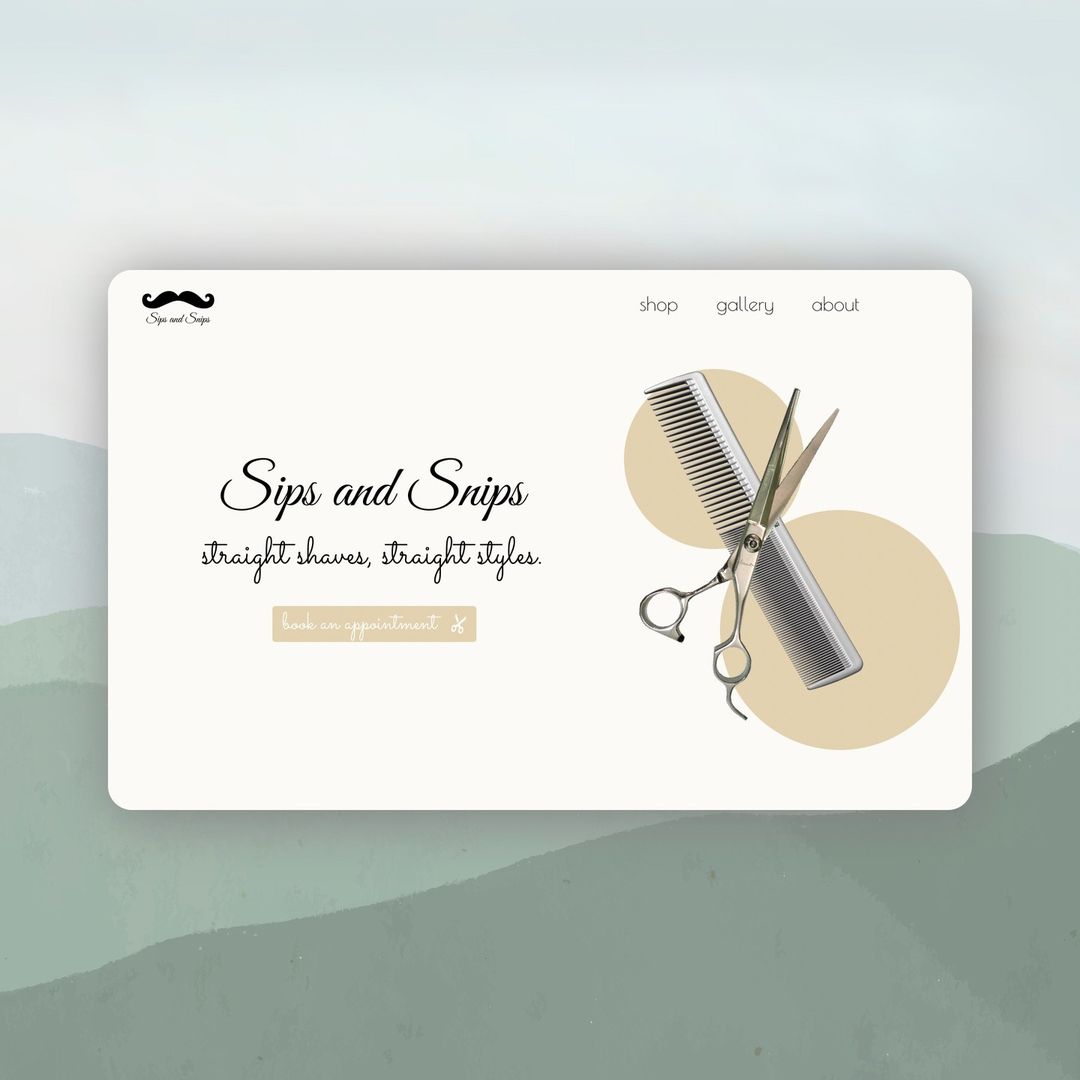 Sips and Snips
shop gallery about
Sips and Snips
straight shaves, straight styles.
book an appointment